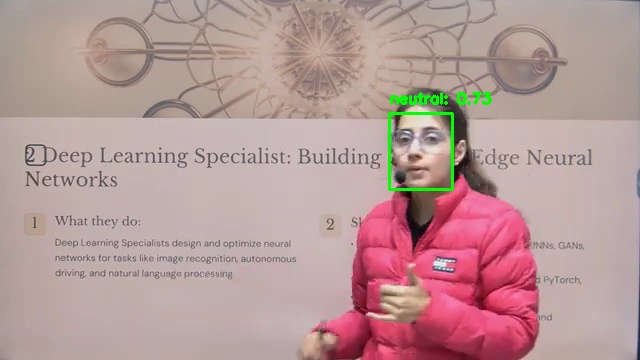 neutral: 0.73
2 Deep Learning Specialist: Building Edge Neural
Networks
1 What they do:
Deep Learning Specialists design and optimize neural
networks for tasks like image recognition, autonomous
driving, and natural language processing.
2
GANs,
PyTorch,
and
TOMMY